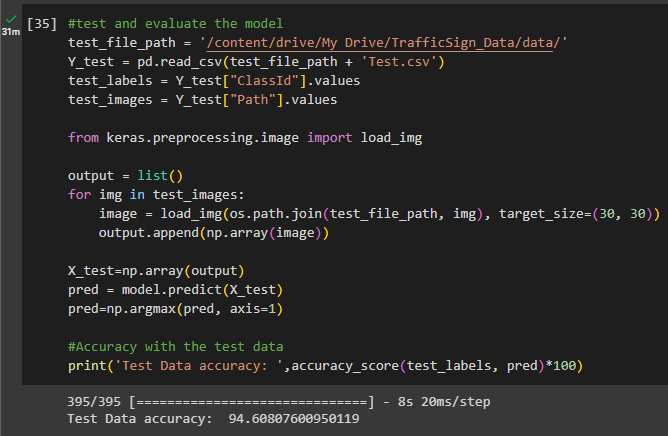 [35] #test and evaluate the model
31m
test_file_path = '/content/drive/My Drive/TrafficSign_Data/data/'
Y_test = pd.read_csv(test_file_path + 'Test.csv')
test_labels = Y_test["ClassId"].values
test_images = Y_test["Path"].values
from keras.preprocessing.image import load_img
output = list()
for img in test_images:
    image = load_img(os.path.join(test_file_path, img), target_size=(30, 30))
    output.append(np.array(image))
X_test=np.array(output)
pred = model.predict(X_test)
pred=np.argmax(pred, axis=1)
#Accuracy with the test data
print('Test Data accuracy: ',accuracy_score(test_labels, pred)*100)
395/395 [==============================] - 8s 20ms/step
Test Data accuracy:  94.60807600950119